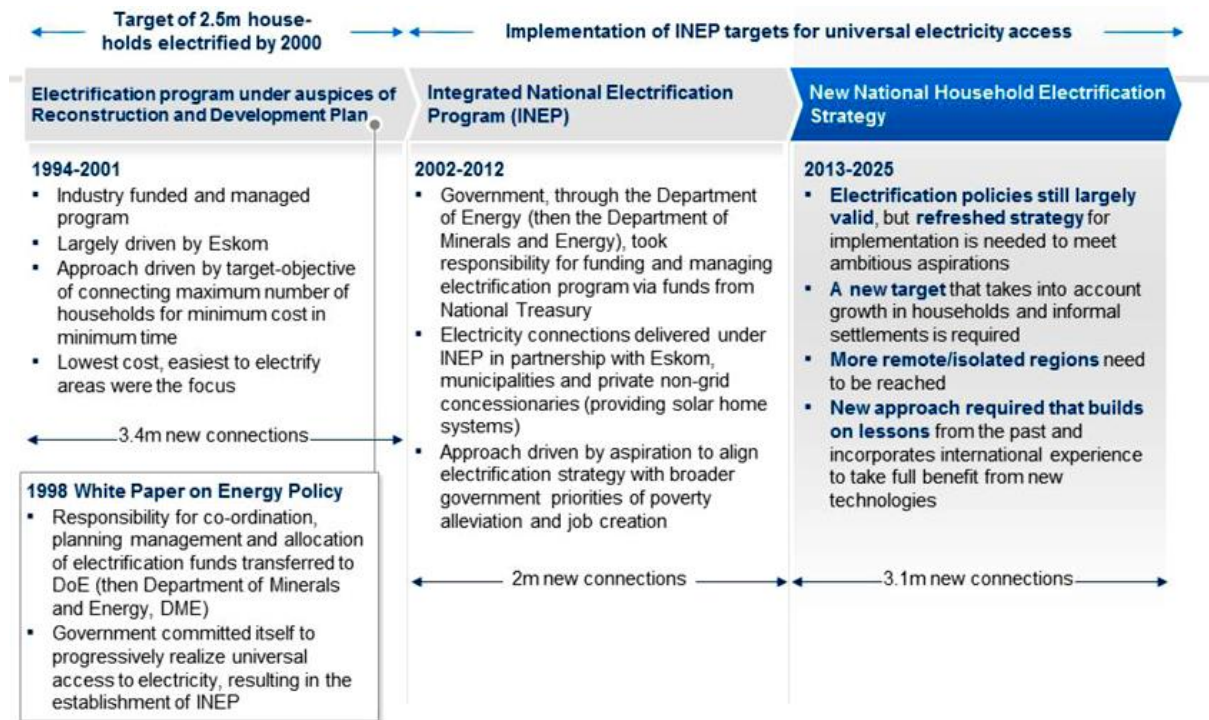 Target of 2.5m house-
holds electrified by 2000
Implementation of INEP targets for universal electricity access
Electrification program under auspices of
Reconstruction and Development Plan
Integrated National Electrification
Program (INEP)
New National Household Electrification
Strategy
1994-2001
▪ Industry funded and managed
program
▪ Largely driven by Eskom
▪ Approach driven by target-objective
of connecting maximum number of
households for minimum cost in
minimum time
▪ Lowest cost, easiest to electrify
areas were the focus
3.4m new connections
1998 White Paper on Energy Policy
▪ Responsibility for co-ordination,
planning management and allocation
of electrification funds transferred to
DoE (then Department of Minerals
and Energy, DME)
▪ Government committed itself to
progressively realize universal
access to electricity, resulting in the
establishment of INEP
2002-2012
▪ Government, through the Department
of Energy (then the Department of
Minerals and Energy), took
responsibility for funding and managing
electrification program via funds from
National Treasury
▪ Electricity connections delivered under
INEP in partnership with Eskom,
municipalities and private non-grid
concessionaries (providing solar home
systems)
▪ Approach driven by aspiration to align
electrification strategy with broader
government priorities of poverty
alleviation and job creation
2m new connections
2013-2025
▪ Electrification policies still largely
valid, but refreshed strategy for
implementation is needed to meet
ambitious aspirations
▪ A new target that takes into account
growth in households and informal
settlements is required
▪ More remote/isolated regions need
to be reached
▪ New approach required that builds
on lessons from the past and
incorporates international experience
to take full benefit from new
technologies
3.1m new connections